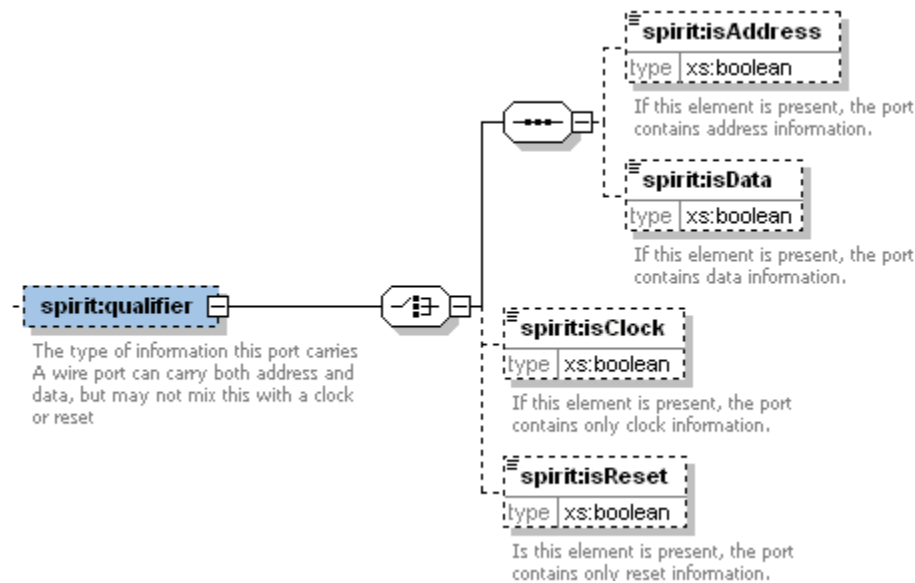 spirit:isAddress
type xs:boolean
If this element is present, the port
contains address information.
spirit:isData
type xs:boolean
If this element is present, the port
contains data information.
spirit:qualifier
The type of information this port carries
A wire port can carry both address and
data, but may not mix this with a clock
or reset
spirit:isClock
type xs:boolean
If this element is present, the port
contains only clock information.
spirit:isReset
type xs:boolean
Is this element is present, the port
contains only reset information.